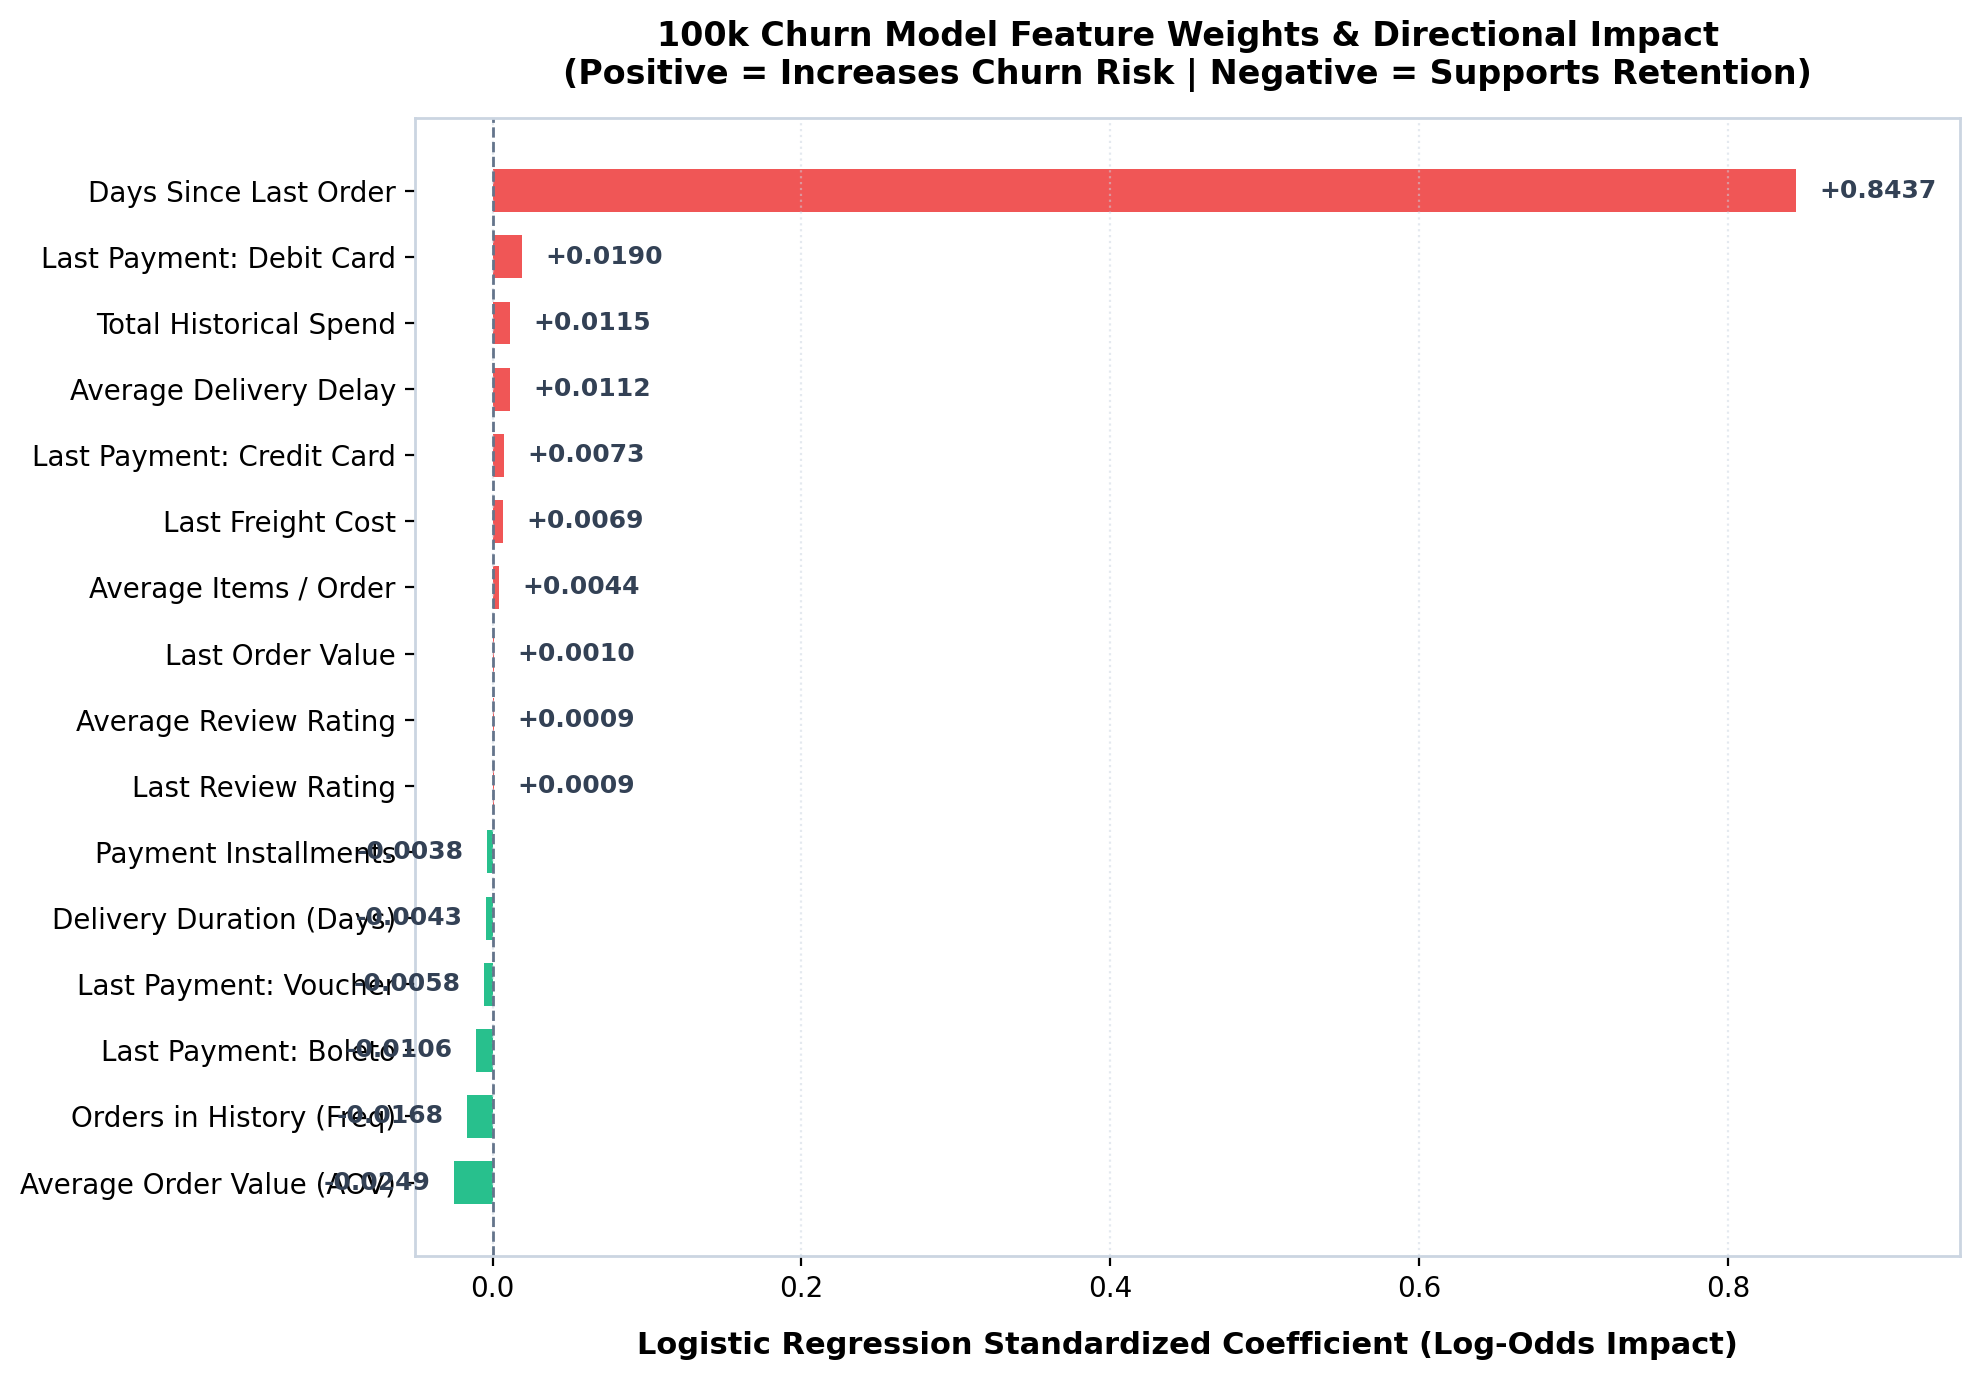 100k Churn Model Feature Weights & Directional Impact
(Positive = Increases Churn Risk | Negative = Supports Retention)
Days Since Last Order +0.8437
Last Payment: Debit Card +0.0190
Total Historical Spend +0.0115
Average Delivery Delay +0.0112
Last Payment: Credit Card +0.0073
Last Freight Cost +0.0069
Average Items / Order +0.0044
Last Order Value +0.0010
Average Review Rating +0.0009
Last Review Rating +0.0009
Payment Installments -0.0038
Delivery Duration (Days) -0.0043
Last Payment: Voucher -0.0058
Last Payment: Boleto -0.0106
Orders in History (Freq) -0.0168
Average Order Value (AOV) -0.0249
0.0 0.2 0.4 0.6 0.8
Logistic Regression Standardized Coefficient (Log-Odds Impact)